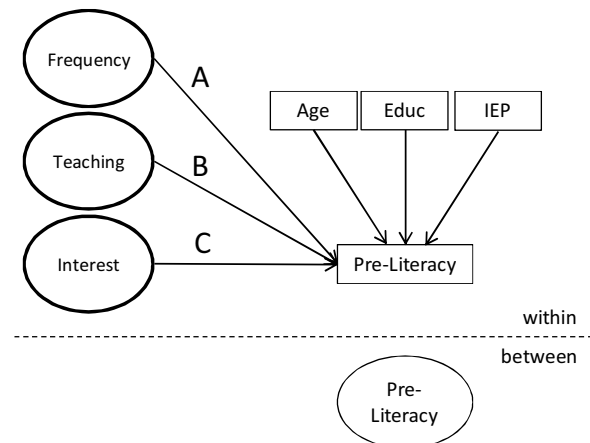 Frequency
A
Age
Educ
IEP
Teaching
B
Interest
C
Pre-Literacy
within
between
Pre-
Literacy